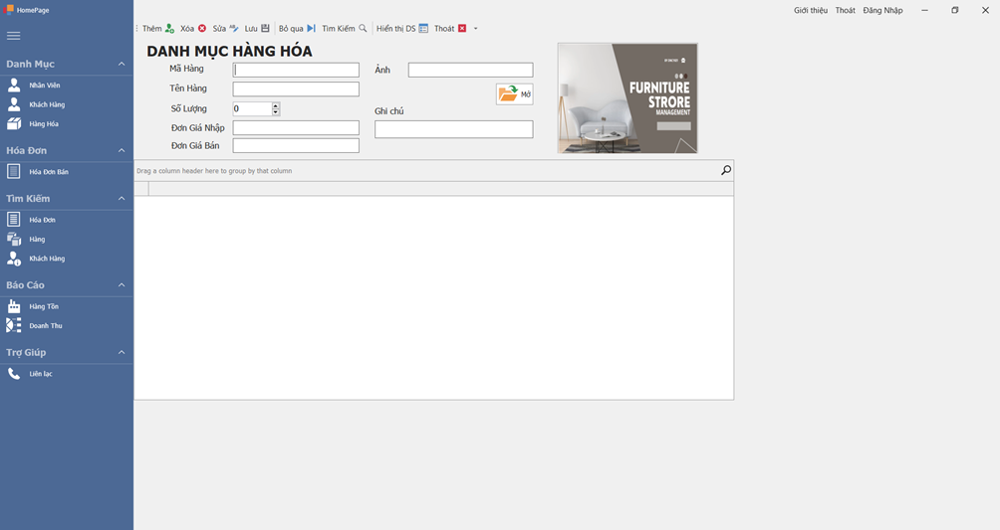 HomePage
Giới thiệu Thoát Đăng Nhập
Thêm Xóa Sửa Lưu Bỏ qua Tìm Kiếm Hiển thị DS Thoát
Danh Mục
Nhân Viên
Khách Hàng
Hàng Hóa
Hóa Đơn
Hóa Đơn Bán
Tìm Kiếm
Hóa Đơn
Hàng
Khách Hàng
Báo Cáo
Hàng Tồn
Doanh Thu
Trợ Giúp
Liên lạc
DANH MỤC HÀNG HÓA
Mã Hàng
Tên Hàng
Số Lượng 0
Đơn Giá Nhập
Đơn Giá Bán
Ảnh
Mở
Ghi chú
FURNITURE
STRORE
MANAGEMENT
Drag a column header here to group by that column